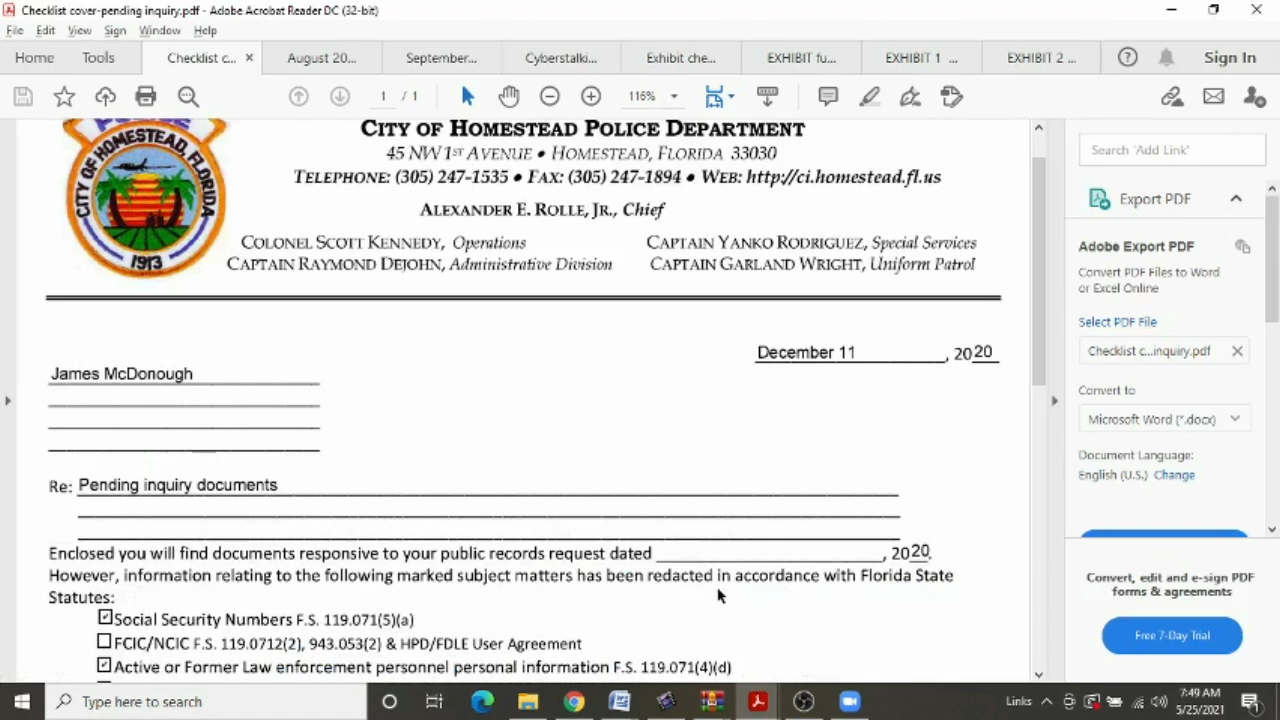 Checklist cover-pending inquiry.pdf - Adobe Acrobat Reader DC (32-bit)
File Edit View Sign Window Help
Home Tools Checklist c... × August 20... September... Cyberstalki... Exhibit che... EXHIBIT fu... EXHIBIT 1 ... EXHIBIT 2 ... Sign In
1 / 1 116%
CITY OF HOMESTEAD POLICE DEPARTMENT
45 NW 1ST AVENUE • HOMESTEAD, FLORIDA 33030
TELEPHONE: (305) 247-1535 • FAX: (305) 247-1894 • WEB: http://ci.homestead.fl.us
ALEXANDER E. ROLLE, JR., Chief
COLONEL SCOTT KENNEDY, Operations
CAPTAIN YANKO RODRIGUEZ, Special Services
CAPTAIN RAYMOND DEJOHN, Administrative Division
CAPTAIN GARLAND WRIGHT, Uniform Patrol
POLICE
CITY OF HOMESTEAD, FLORIDA
1913
December 11, 2020
James McDonough
Re: Pending inquiry documents
Enclosed you will find documents responsive to your public records request dated , 2020.
However, information relating to the following marked subject matters has been redacted in accordance with Florida State
Statutes:
Social Security Numbers F.S. 119.071(5)(a)
FCIC/NCIC F.S. 119.0712(2), 943.053(2) & HPD/FDLE User Agreement
Active or Former Law enforcement personnel personal information F.S. 119.071(4)(d)
Search 'Add Link'
Export PDF
Adobe Export PDF
Convert PDF Files to Word
or Excel Online
Select PDF File
Checklist c...inquiry.pdf ×
Convert to
Microsoft Word (*.docx)
Document Language:
English (U.S.) Change
Convert, edit and e-sign PDF
forms & agreements
Free 7-Day Trial
Type here to search
Links
7:49 AM
5/25/2021